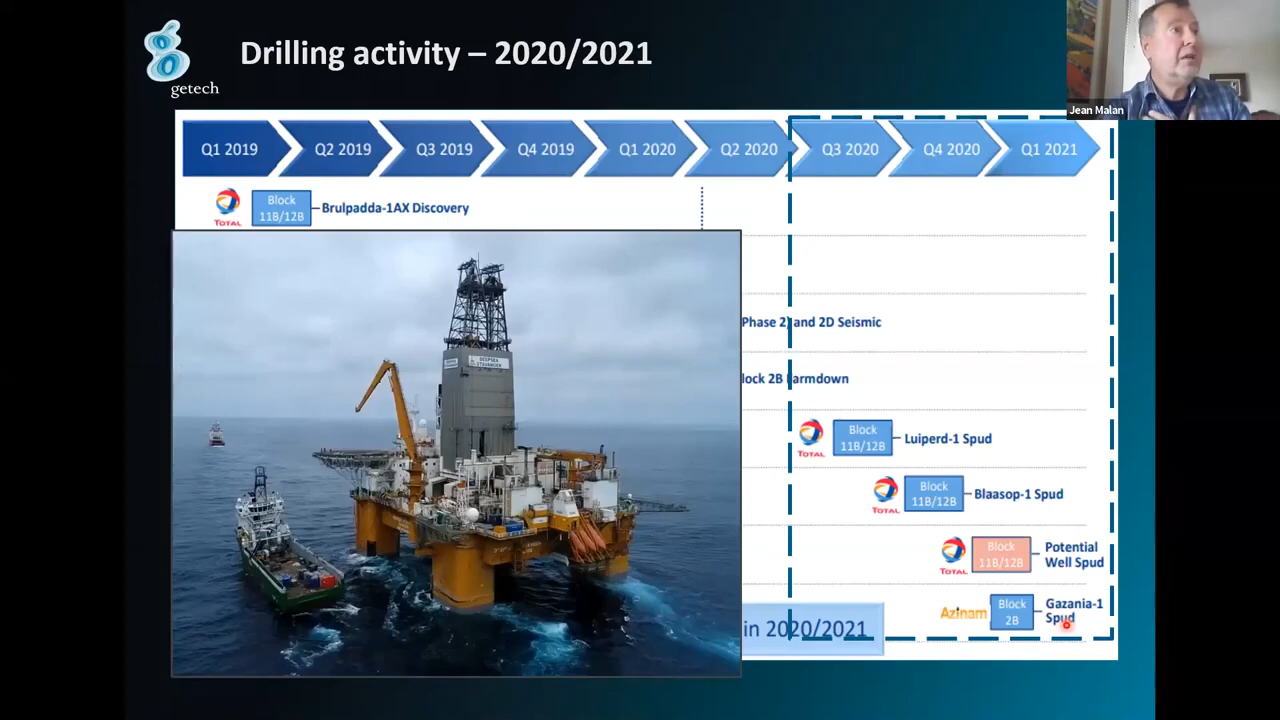 getech
Drilling activity – 2020/2021
Jean Malan
Q1 2019
Q2 2019
Q3 2019
Q4 2019
Q1 2020
Q2 2020
Q3 2020
Q4 2020
Q1 2021
TOTAL
Block
11B/12B
Brulpadda-1AX Discovery
DEEPSEA
STAVANGER
Phase 2) and 2D Seismic
lock 2B Farmdown
TOTAL
Block
11B/12B
Luiperd-1 Spud
TOTAL
Block
11B/12B
Blaasop-1 Spud
TOTAL
Block
11B/12B
Potential
Well Spud
Azinam
Block
2B
Gazania-1
Spud
in 2020/2021